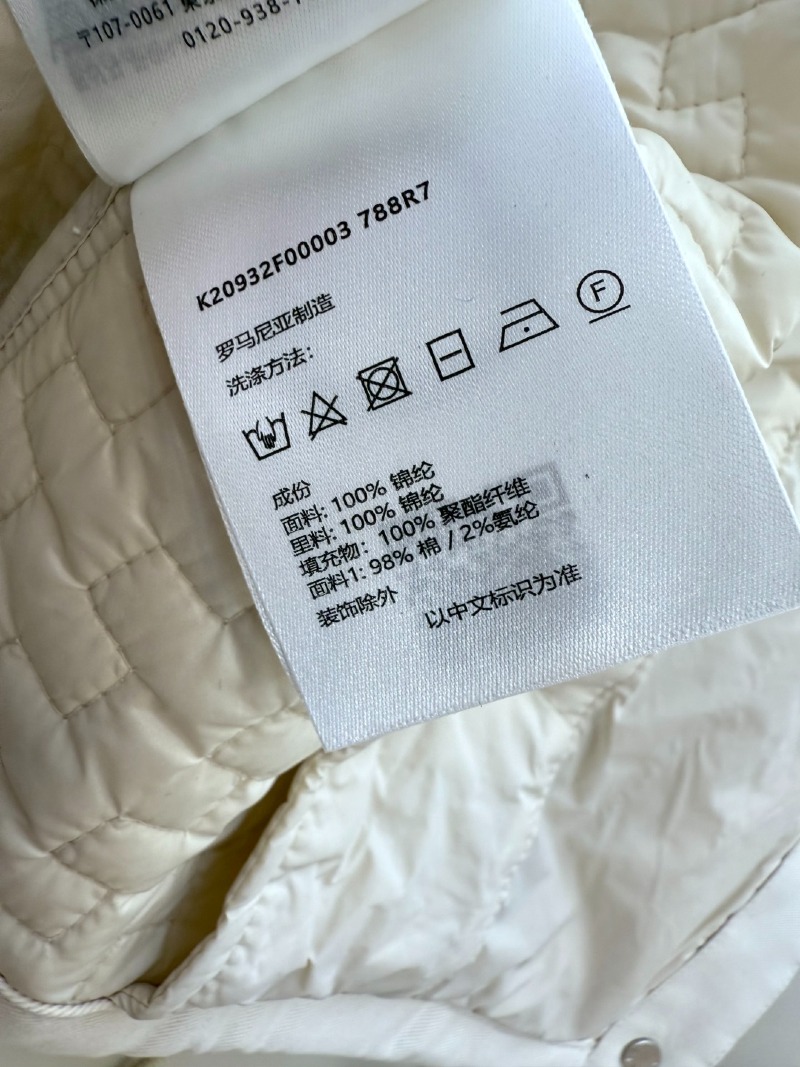 〒107-0061
0120-938-
K20932F00003 788R7
罗马尼亚制造
洗涤方法:
F
成份
面料: 100% 锦纶
里料: 100% 锦纶
填充物: 100% 聚酯纤维
面料1: 98% 棉 / 2%氨纶
装饰除外
以中文标识为准